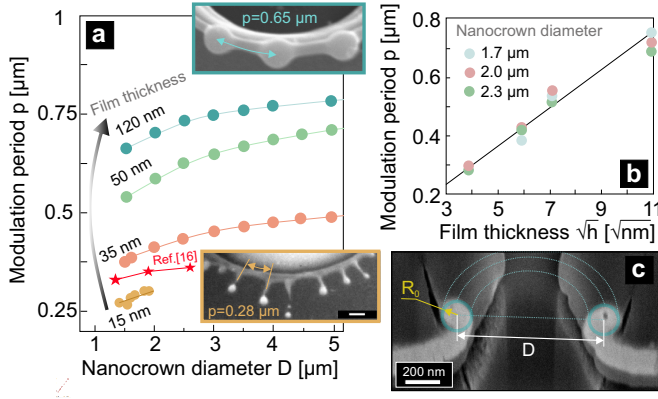 a
p=0.65 µm
Film thickness
120 nm
50 nm
35 nm
Ref.[16]
15 nm
p=0.28 µm
1
0.75
0.5
0.25
Modulation period p [µm]
1 2 3 4 5
Nanocrown diameter D [µm]
b
Nanocrown diameter
1.7 µm
2.0 µm
2.3 µm
0.8
0.6
0.4
0.2
Modulation period p [µm]
3 5 7 9 11
Film thickness √h [√nm]
c
R₀
D
200 nm